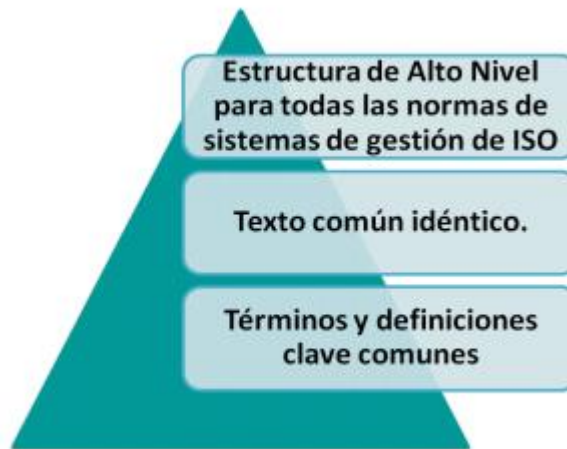 Estructura de Alto Nivel
para todas las normas de
sistemas de gestión de ISO
Texto común idéntico.
Términos y definiciones
clave comunes